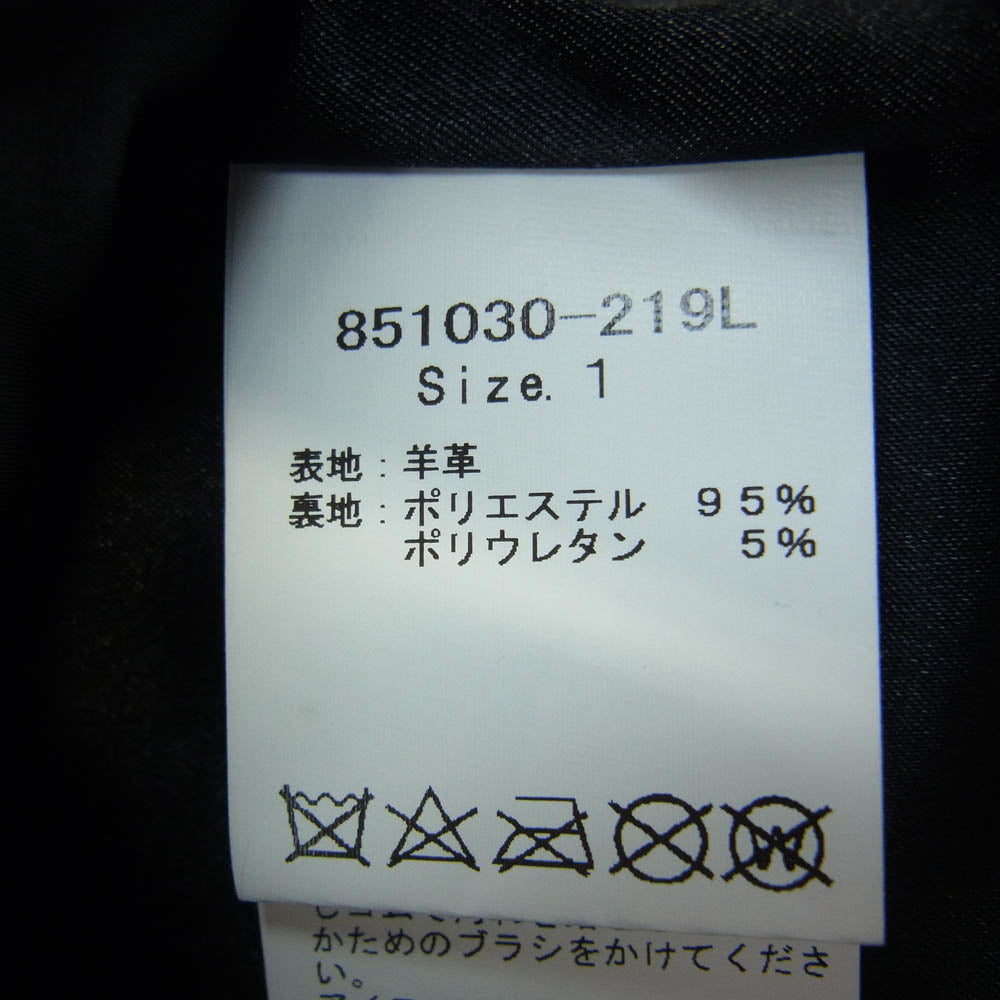 851030-219L
Size. 1
表地：羊革
裏地：ポリエステル 95%
ポリウレタン 5%
W
かためのブラシをかけてくださ
い。